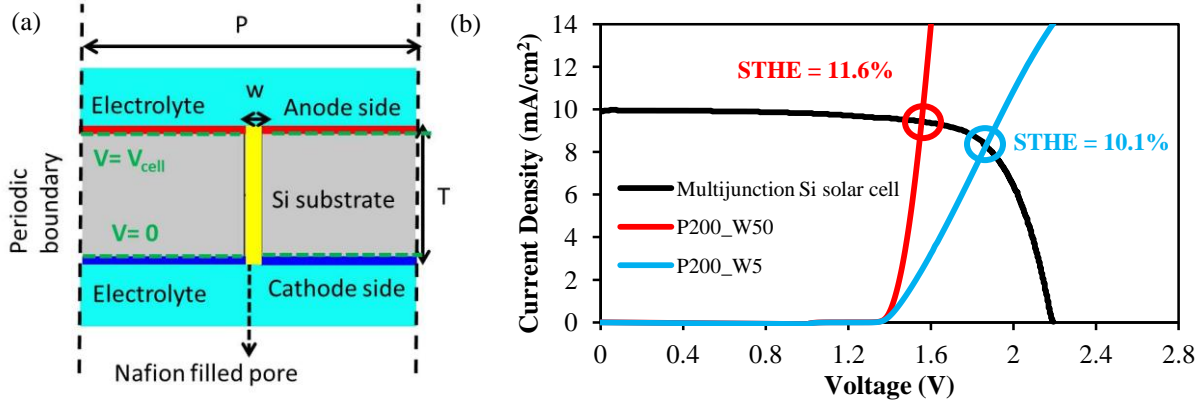 (a)
P
Electrolyte
w
Anode side
V= V_cell
Si substrate
T
V= 0
Electrolyte
Cathode side
Periodic
boundary
Nafion filled pore
(b)
Current Density (mA/cm²)
14
12
10
8
6
4
2
0
STHE = 11.6%
STHE = 10.1%
Multijunction Si solar cell
P200_W50
P200_W5
0 0.4 0.8 1.2 1.6 2 2.4 2.8
Voltage (V)